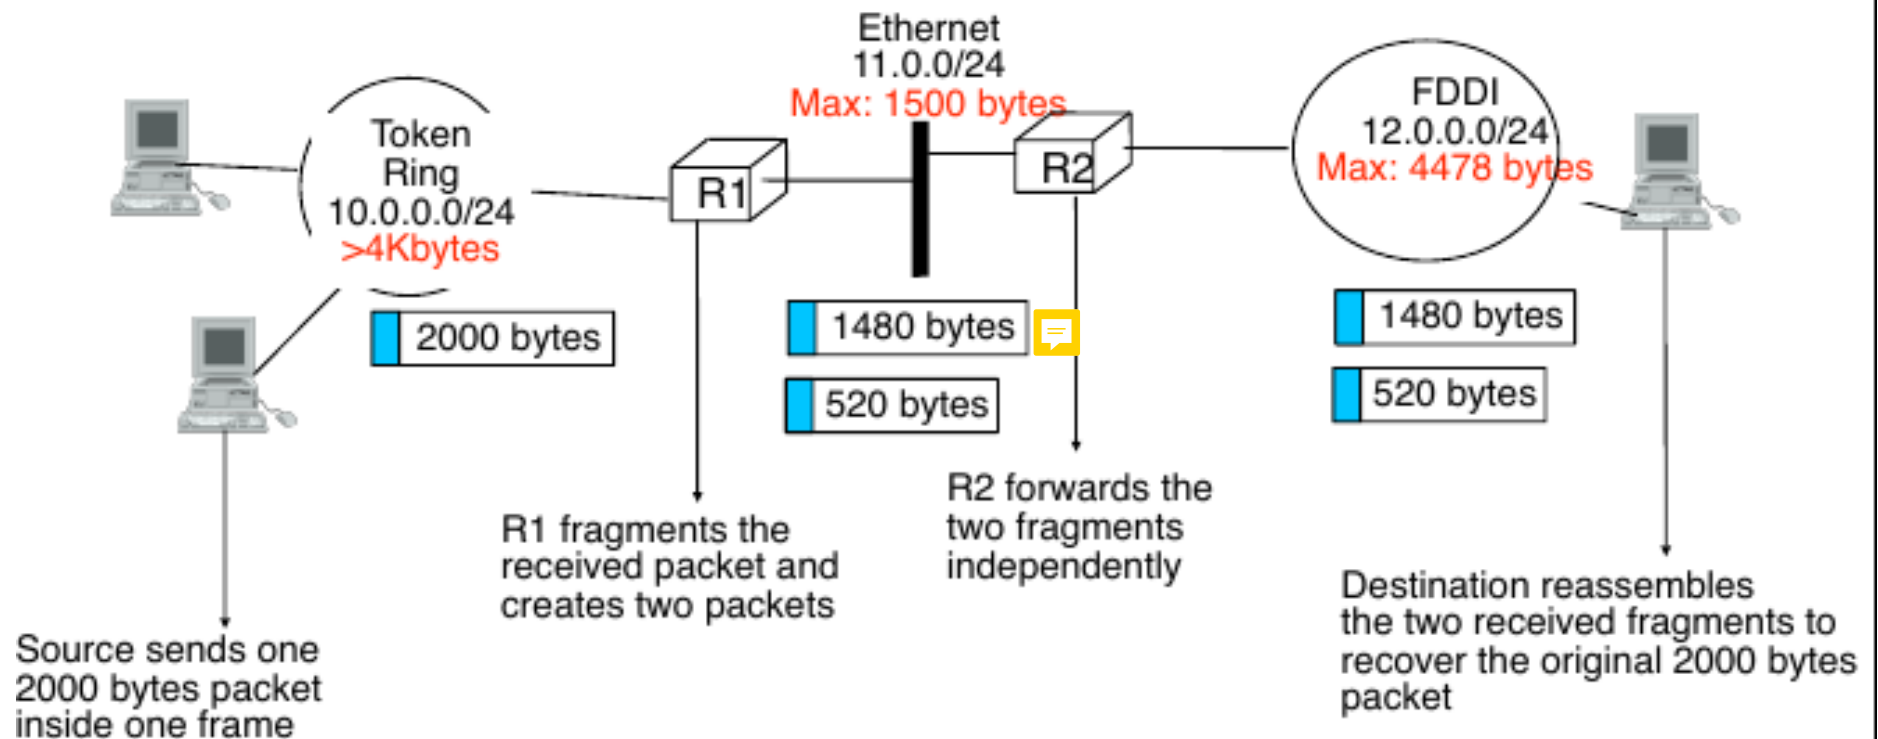 Ethernet
11.0.0/24
Max: 1500 bytes
Token
Ring
10.0.0.0/24
>4Kbytes
R1
R2
FDDI
12.0.0.0/24
Max: 4478 bytes
2000 bytes
1480 bytes
520 bytes
1480 bytes
520 bytes
Source sends one
2000 bytes packet
inside one frame
R1 fragments the
received packet and
creates two packets
R2 forwards the
two fragments
independently
Destination reassembles
the two received fragments to
recover the original 2000 bytes
packet